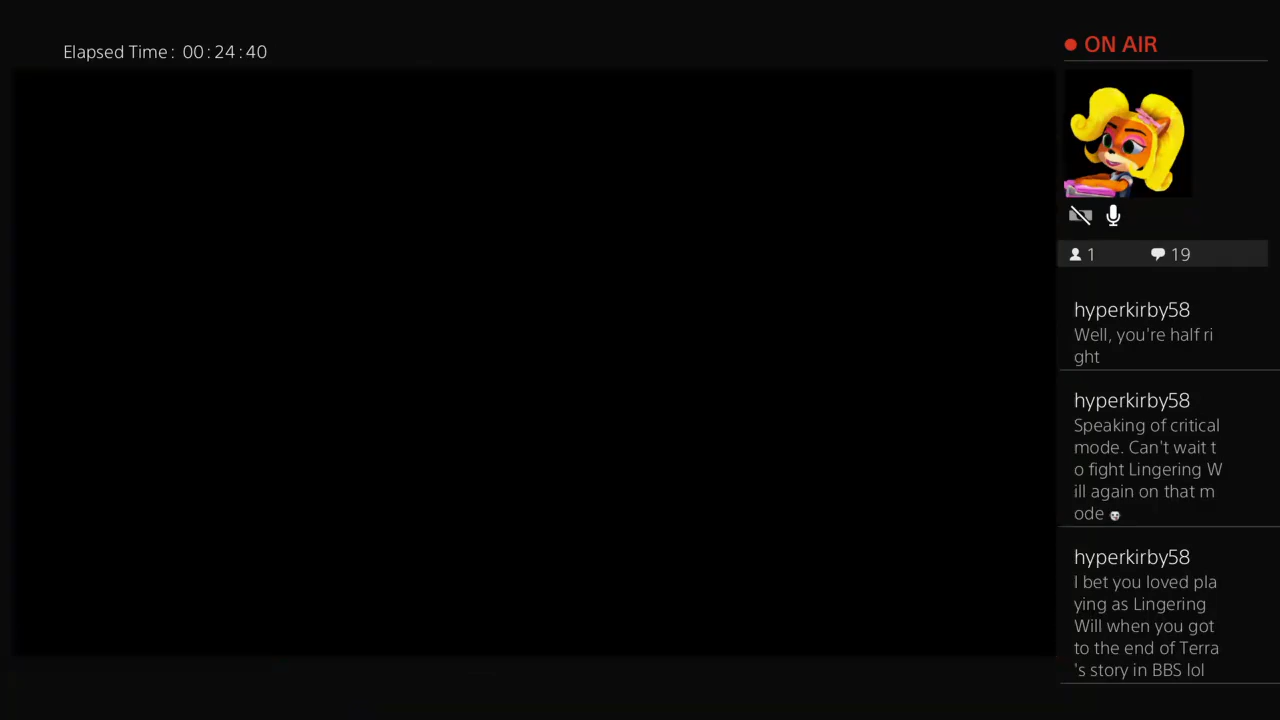 Elapsed Time: 00:24:40
ON AIR
1
19
hyperkirby58
Well, you're half ri
ght
hyperkirby58
Speaking of critical
mode. Can't wait t
o fight Lingering W
ill again on that m
ode
hyperkirby58
I bet you loved pla
ying as Lingering
Will when you got
to the end of Terra
's story in BBS lol